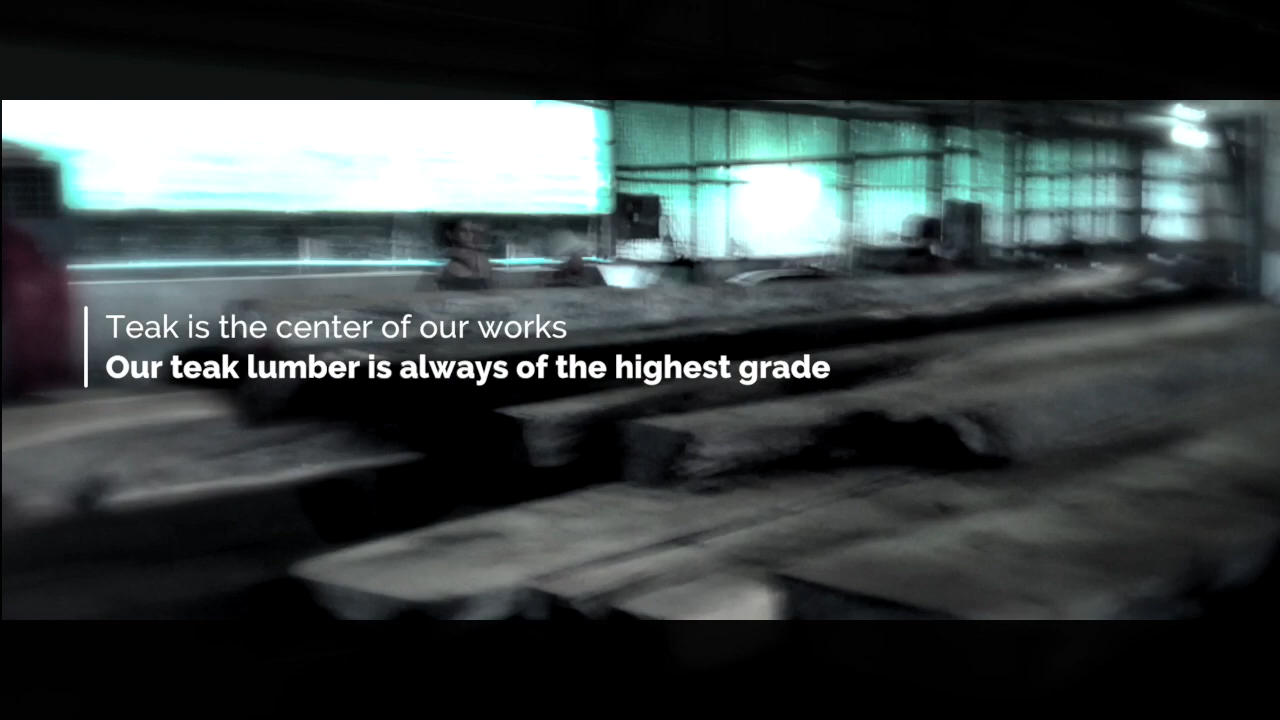 Teak is the center of our works
Our teak lumber is always of the highest grade